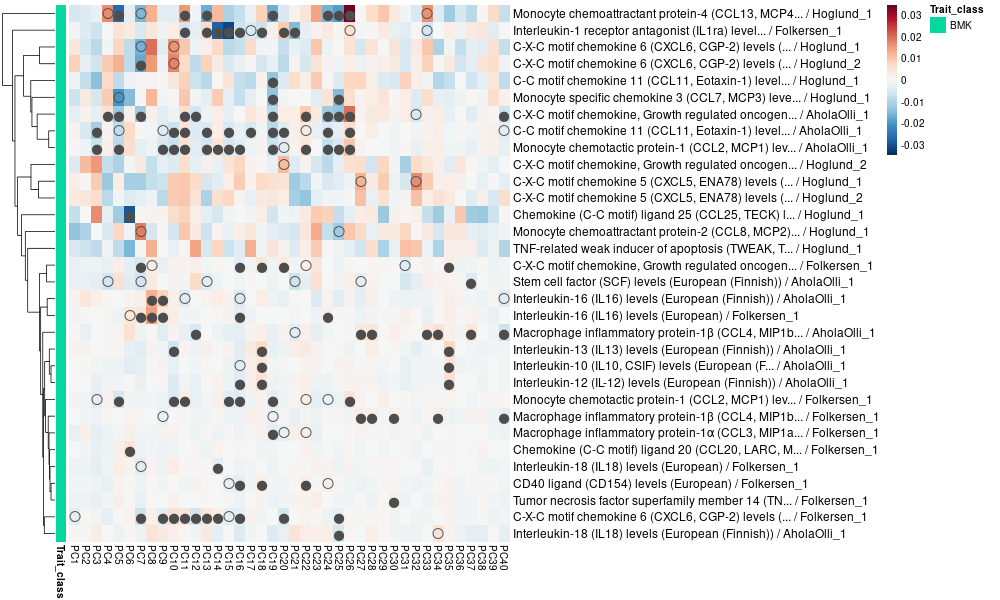 Monocyte chemoattractant protein-4 (CCL13, MCP4... / Hoglund_1
Interleukin-1 receptor antagonist (IL1ra) level... / Folkersen_1
C-X-C motif chemokine 6 (CXCL6, CGP-2) levels (... / Hoglund_1
C-X-C motif chemokine 6 (CXCL6, CGP-2) levels (... / Hoglund_2
C-C motif chemokine 11 (CCL11, Eotaxin-1) level... / Hoglund_1
Monocyte specific chemokine 3 (CCL7, MCP3) leve... / Hoglund_1
C-X-C motif chemokine, Growth regulated oncogen... / AholaOlli_1
C-C motif chemokine 11 (CCL11, Eotaxin-1) level... / AholaOlli_1
Monocyte chemotactic protein-1 (CCL2, MCP1) lev... / AholaOlli_1
C-X-C motif chemokine, Growth regulated oncogen... / Hoglund_2
C-X-C motif chemokine 5 (CXCL5, ENA78) levels (... / Hoglund_1
C-X-C motif chemokine 5 (CXCL5, ENA78) levels (... / Hoglund_2
Chemokine (C-C motif) ligand 25 (CCL25, TECK) l... / Hoglund_1
Monocyte chemoattractant protein-2 (CCL8, MCP2)... / Hoglund_1
TNF-related weak inducer of apoptosis (TWEAK, T... / Hoglund_1
C-X-C motif chemokine, Growth regulated oncogen... / Folkersen_1
Stem cell factor (SCF) levels (European (Finnish)) / AholaOlli_1
Interleukin-16 (IL16) levels (European (Finnish)) / AholaOlli_1
Interleukin-16 (IL16) levels (European) / Folkersen_1
Macrophage inflammatory protein-1β (CCL4, MIP1b... / AholaOlli_1
Interleukin-13 (IL13) levels (European (Finnish)) / AholaOlli_1
Interleukin-10 (IL10, CSIF) levels (European (F... / AholaOlli_1
Interleukin-12 (IL-12) levels (European (Finnish)) / AholaOlli_1
Monocyte chemotactic protein-1 (CCL2, MCP1) lev... / Folkersen_1
Macrophage inflammatory protein-1β (CCL4, MIP1b... / Folkersen_1
Macrophage inflammatory protein-1α (CCL3, MIP1a... / Folkersen_1
Chemokine (C-C motif) ligand 20 (CCL20, LARC, M... / Folkersen_1
Interleukin-18 (IL18) levels (European) / Folkersen_1
CD40 ligand (CD154) levels (European) / Folkersen_1
Tumor necrosis factor superfamily member 14 (TN... / Folkersen_1
C-X-C motif chemokine 6 (CXCL6, CGP-2) levels (... / Folkersen_1
Interleukin-18 (IL18) levels (European (Finnish)) / AholaOlli_1
Trait_class
PC1
PC2
PC3
PC4
PC5
PC6
PC7
PC8
PC9
PC10
PC11
PC12
PC13
PC14
PC15
PC16
PC17
PC18
PC19
PC20
PC21
PC22
PC23
PC24
PC25
PC26
PC27
PC28
PC29
PC30
PC31
PC32
PC33
PC34
PC35
PC36
PC37
PC38
PC39
PC40
0.03
0.02
0.01
0
-0.01
-0.02
-0.03
Trait_class
BMK